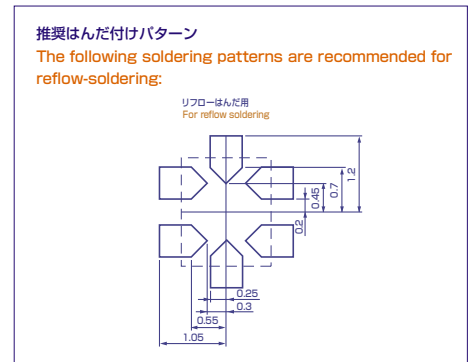 推奨はんだ付けパターン
The following soldering patterns are recommended for
reflow-soldering:
リフローはんだ用
For reflow soldering
1.2
0.7
0.45
0.2
0.25
0.3
0.55
1.05